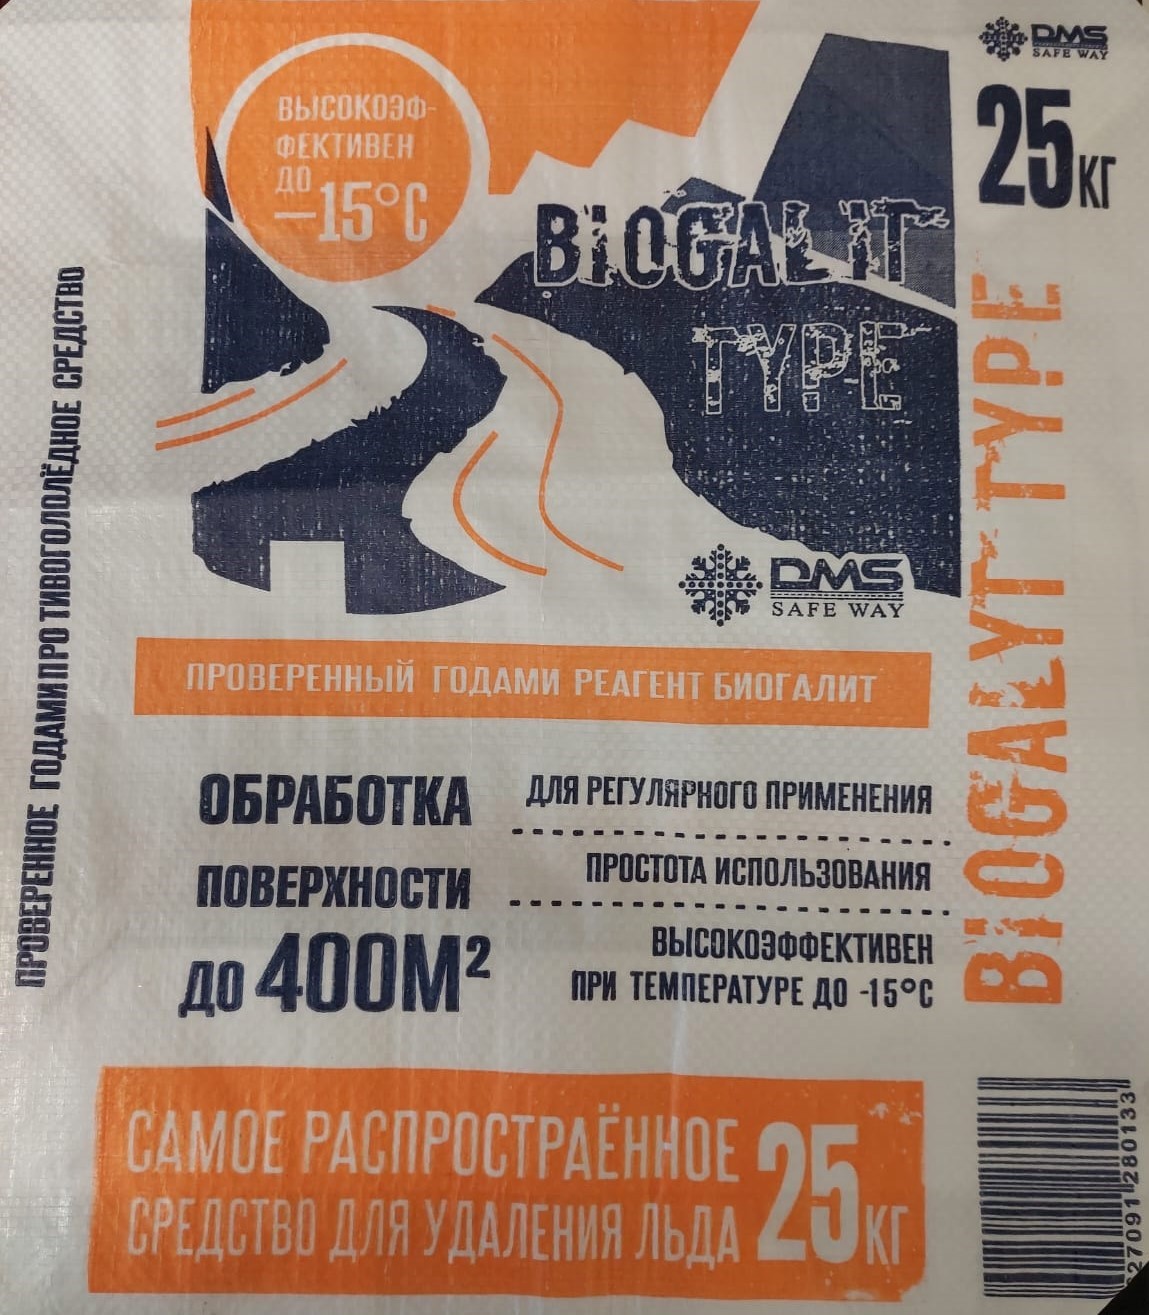 ВЫСОКОЭФ-
ФЕКТИВЕН
ДО
–15°С
BIOGALIT
TYPE
DMS
SAFE WAY
DMS
SAFE WAY
25КГ
BIOGALYT TYPE
ПРОВЕРЕННОЕ ГОДАМИ ПРОТИВОГОЛОЛЁДНОЕ СРЕДСТВО
ПРОВЕРЕННЫЙ ГОДАМИ РЕАГЕНТ БИОГАЛИТ
ОБРАБОТКА
ПОВЕРХНОСТИ
ДО 400М²
ДЛЯ РЕГУЛЯРНОГО ПРИМЕНЕНИЯ
ПРОСТОТА ИСПОЛЬЗОВАНИЯ
ВЫСОКОЭФФЕКТИВЕН
ПРИ ТЕМПЕРАТУРЕ ДО -15°С
САМОЕ РАСПРОСТРАЁННОЕ
СРЕДСТВО ДЛЯ УДАЛЕНИЯ ЛЬДА
25КГ
627091 280133